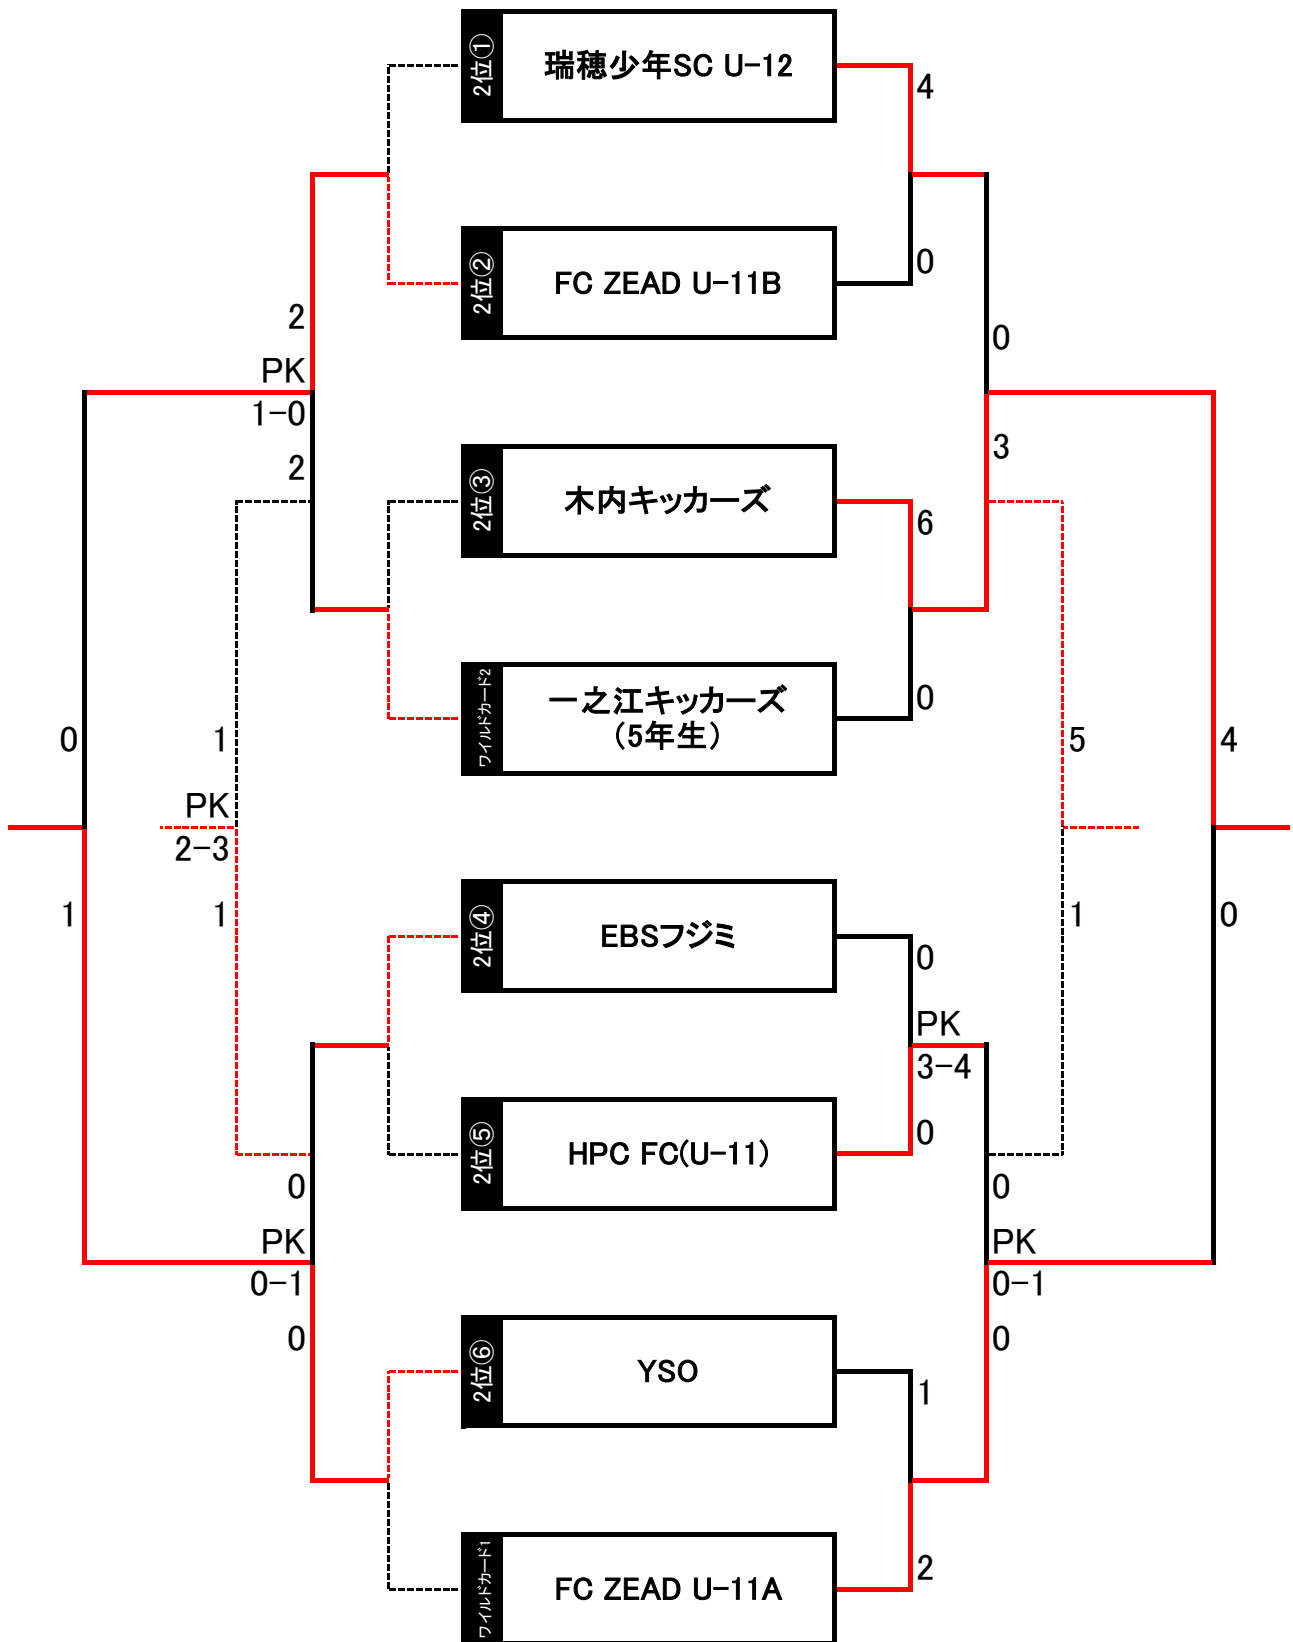 2位①
瑞穂少年SC U-12
4
2位②
FC ZEAD U-11B
0
2
PK
1-0
2
0
3
2位③
木内キッカーズ
6
ワイルドカード2
一之江キッカーズ
(5年生)
0
0
1
5
4
PK
2-3
1
1
1
0
2位④
EBSフジミ
0
PK
3-4
2位⑤
HPC FC(U-11)
0
0
PK
0-1
0
0
PK
0-1
0
2位⑥
YSO
1
ワイルドカード1
FC ZEAD U-11A
2